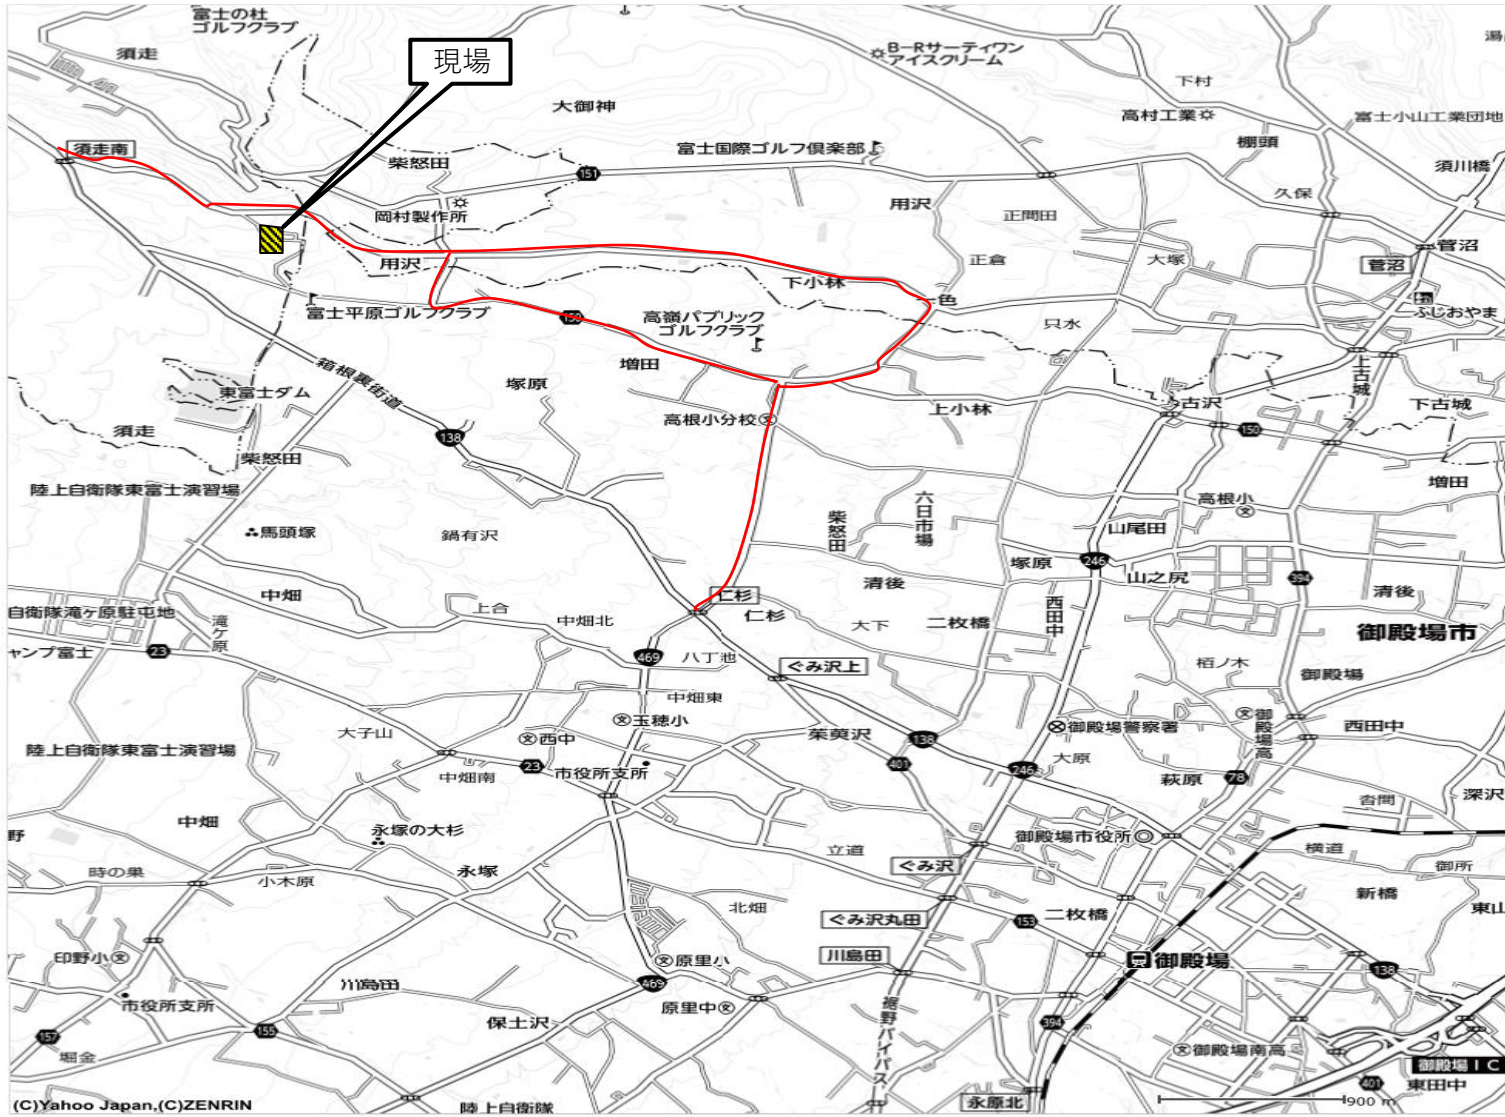 富士の杜
ゴルフクラブ
須走
現場
B-Rサーティワン
アイスクリーム
下村
大御神
高村工業
富士小山工業団地
棚頭
須走南
柴怒田
富士国際ゴルフ倶楽部
151
須川橋
久保
岡村製作所
用沢
正間田
菅沼
菅沼
用沢
正倉
大塚
下小林
一色
ふじおやま
富士平原ゴルフクラブ
高嶺パブリック
ゴルフクラブ
只水
上古城
箱根裏街道
増田
塚原
東富士ダム
須走
高根小分校
上小林
古沢
下古城
138
150
柴怒田
陸上自衛隊東富士演習場
増田
高根小
六日市場
柴怒田
馬頭塚
鍋有沢
山尾田
塚原
246
山之尻
清後
394
清後
中畑
自衛隊滝ヶ原駐屯地
滝ケ原
上合
中畑北
仁杉
仁杉
大下
二枚橋
西田中
御殿場市
ャンプ富士
23
469
八丁池
ぐみ沢上
栢ノ木
御殿場
中畑東
玉穂小
大子山
西中
茱萸沢
138
御殿場警察署
御殿場高
西田中
陸上自衛隊東富士演習場
中畑南
23
市役所支所
401
246
大原
萩原
78
沓間
深沢
中畑
永塚の大杉
御殿場市役所
野
立道
横道
時の巣
小木原
永塚
ぐみ沢
御所
新橋
北畑
ぐみ沢丸田
153
二枚橋
東山
印野小
原里小
川島田
御殿場
138
川島田
469
市役所支所
原里中
157
155
保土沢
裾野バイパス
394
堀金
御殿場南高
御殿場IC
401
東田中
(C)Yahoo Japan,(C)ZENRIN
陸上自衛隊
永原北
900 m